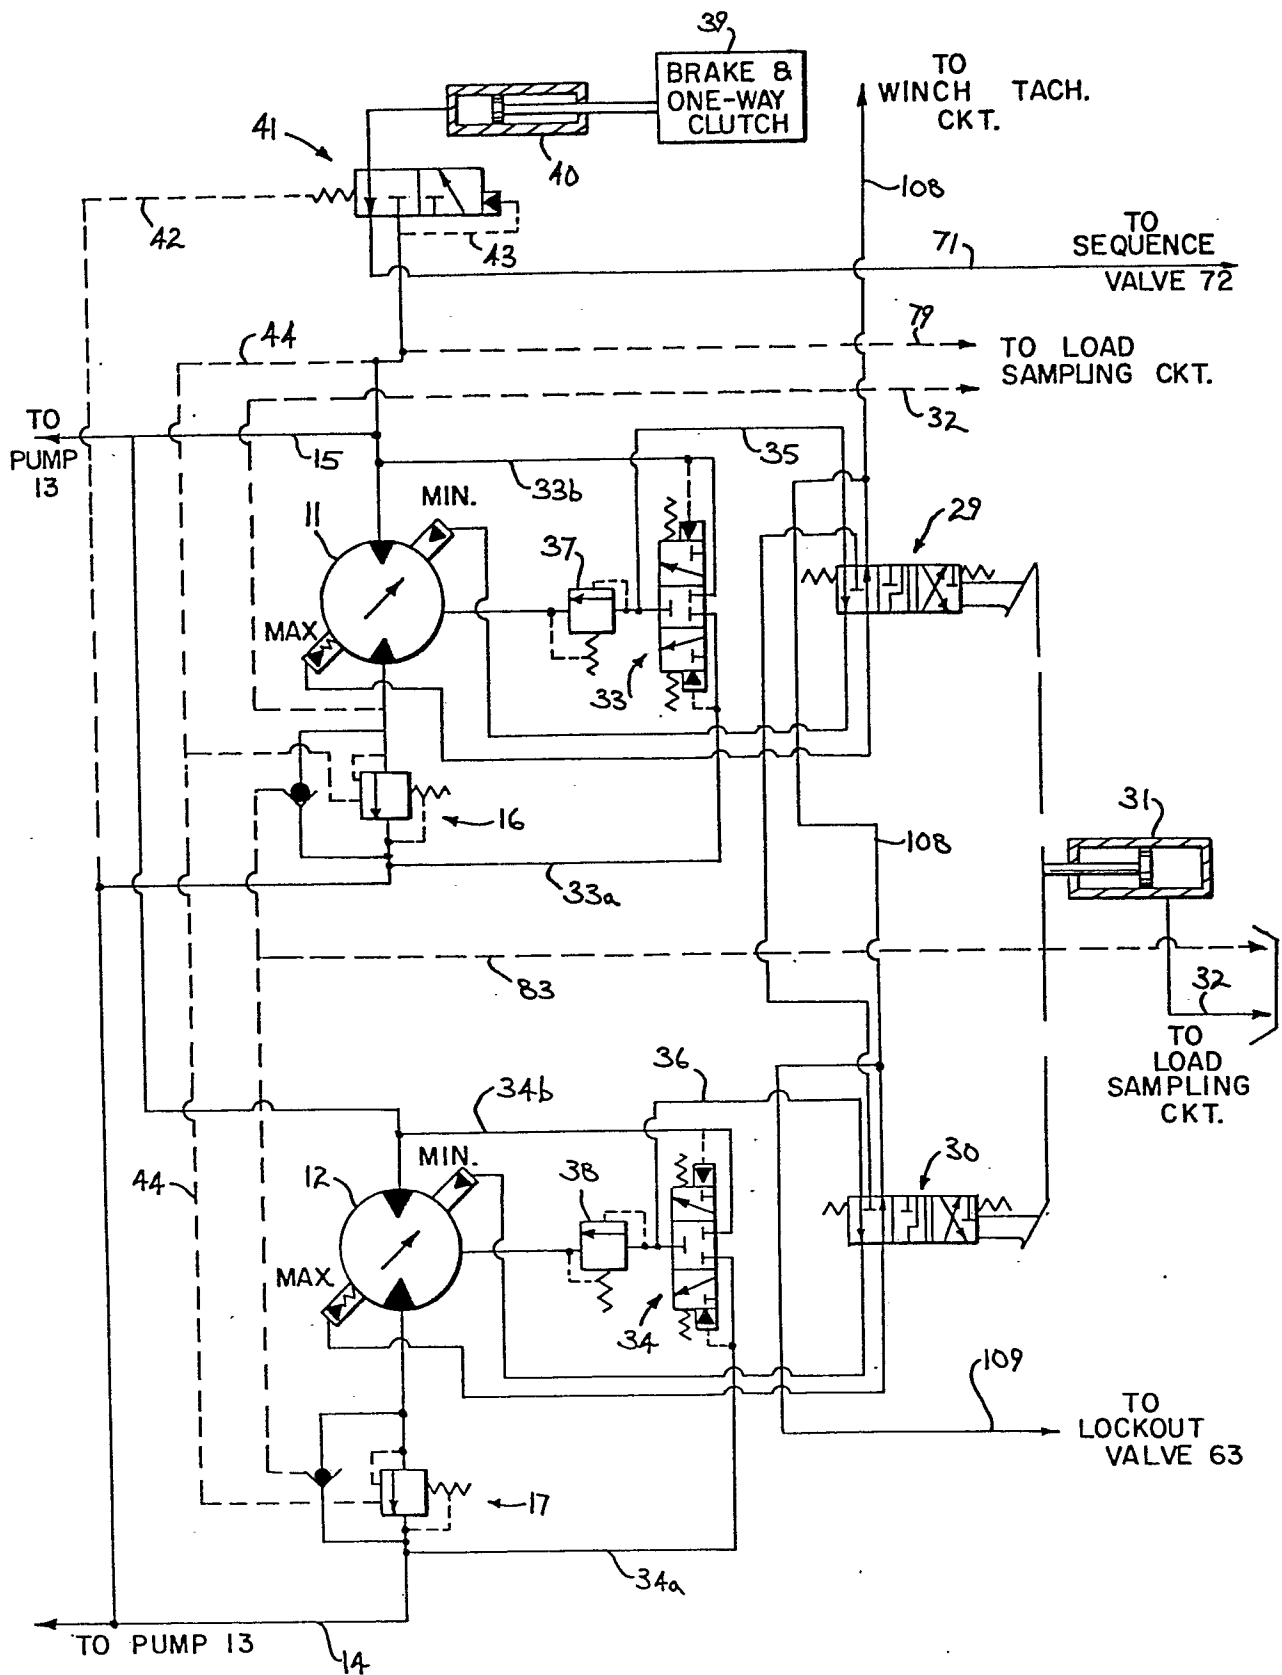 39
BRAKE &
ONE-WAY
CLUTCH
TO
WINCH TACH.
CKT.
41
40
108
42
43
TO
SEQUENCE
VALVE 72
71
44
79
TO LOAD
SAMPLING CKT.
32
TO
PUMP
13
15
33b
35
MIN.
11
37
29
MAX
33
16
108
31
33a
83
32
TO
LOAD
SAMPLING
CKT.
36
34b
MIN.
38
30
44
12
MAX.
34
109
TO
LOCKOUT
VALVE 63
17
34a
TO PUMP 13
14